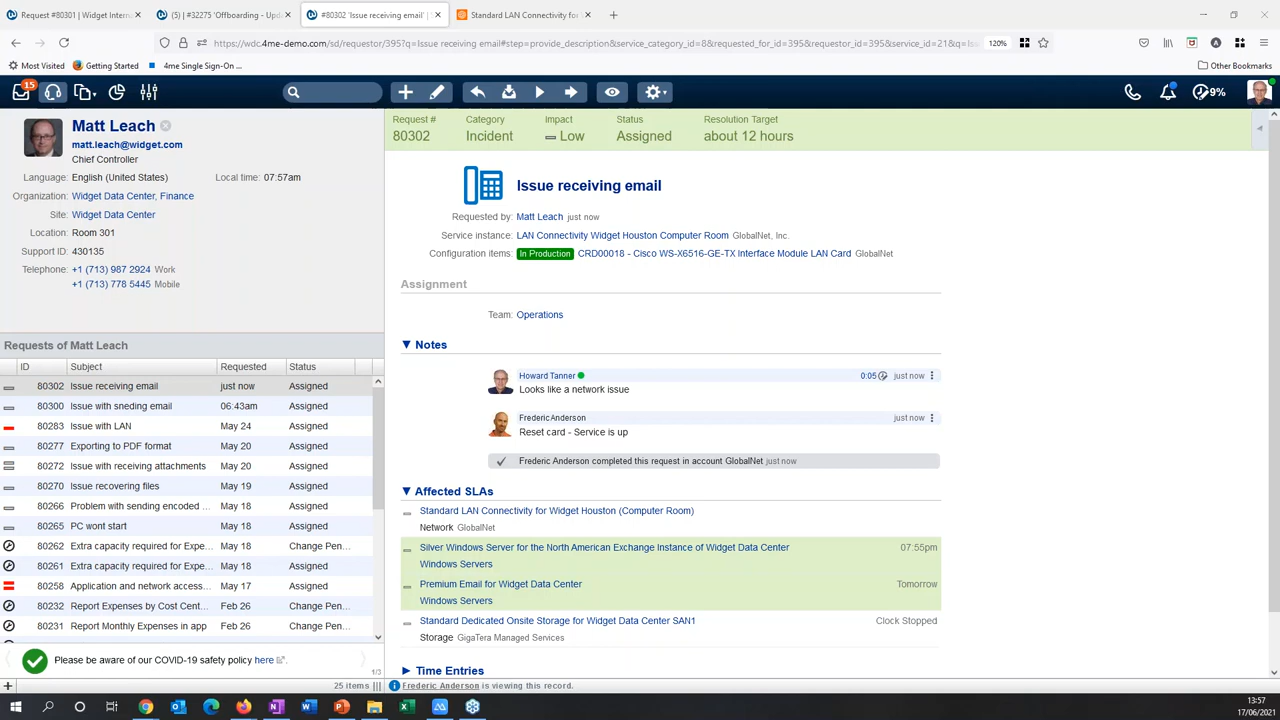 Request #80301 | Widget Intern
(5) | #32275 'Offboarding - Upd
#80302 'Issue receiving email' |
Standard LAN Connectivity for
https://wdc.4me-demo.com/sd/requestor/395?q=Issue receiving email#step=provide_description&service_category_id=8&requested_for_id=395&requestor_id=395&service_id=21&q=Iss
120%
Most Visited
Getting Started
4me Single Sign-On ...
Other Bookmarks
15
9%
Matt Leach
matt.leach@widget.com
Chief Controller
Language: English (United States)
Local time: 07:57am
Organization: Widget Data Center, Finance
Site: Widget Data Center
Location: Room 301
Support ID: 430135
Telephone: +1 (713) 987 2924 Work
+1 (713) 778 5445 Mobile
Requests of Matt Leach
ID Subject Requested Status
80302 Issue receiving email just now Assigned
80300 Issue with sneding email 06:43am Assigned
80283 Issue with LAN May 24 Assigned
80277 Exporting to PDF format May 20 Assigned
80272 Issue with receiving attachments May 20 Assigned
80270 Issue recovering files May 19 Assigned
80266 Problem with sending encoded ... May 18 Assigned
80265 PC wont start May 18 Assigned
80262 Extra capacity required for Expe... May 18 Change Pen...
80261 Extra capacity required for Expe... May 18 Change Pen...
80258 Application and network access... May 17 Assigned
80232 Report Expenses by Cost Cent... Feb 26 Change Pen...
80231 Report Monthly Expenses in app Feb 26 Change Pen...
Please be aware of our COVID-19 safety policy here.
1/3
25 items
Request # Category Impact Status Resolution Target
80302 Incident Low Assigned about 12 hours
Issue receiving email
Requested by: Matt Leach just now
Service instance: LAN Connectivity Widget Houston Computer Room GlobalNet, Inc.
Configuration items: In Production CRD00018 - Cisco WS-X6516-GE-TX Interface Module LAN Card GlobalNet
Assignment
Team: Operations
Notes
Howard Tanner 0:05 just now
Looks like a network issue
Frederic Anderson just now
Reset card - Service is up
Frederic Anderson completed this request in account GlobalNet just now
Affected SLAs
Standard LAN Connectivity for Widget Houston (Computer Room)
Network GlobalNet
Silver Windows Server for the North American Exchange Instance of Widget Data Center 07:55pm
Windows Servers
Premium Email for Widget Data Center Tomorrow
Windows Servers
Standard Dedicated Onsite Storage for Widget Data Center SAN1 Clock Stopped
Storage GigaTera Managed Services
Time Entries
Frederic Anderson is viewing this record.
13:57
17/06/2021